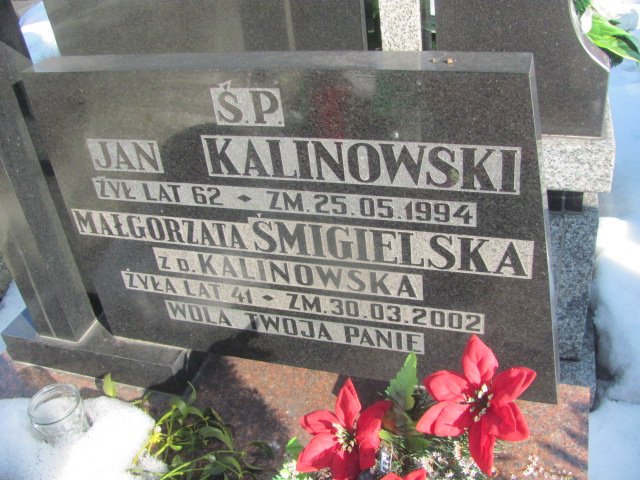 Ś.P.
JAN KALINOWSKI
ŻYŁ LAT 62 - ZM. 25.05.1994
MAŁGORZATA ŚMIGIELSKA
Z D. KALINOWSKA
ŻYŁA LAT 41 - ZM. 30.03.2002
WOLA TWOJA PANIE